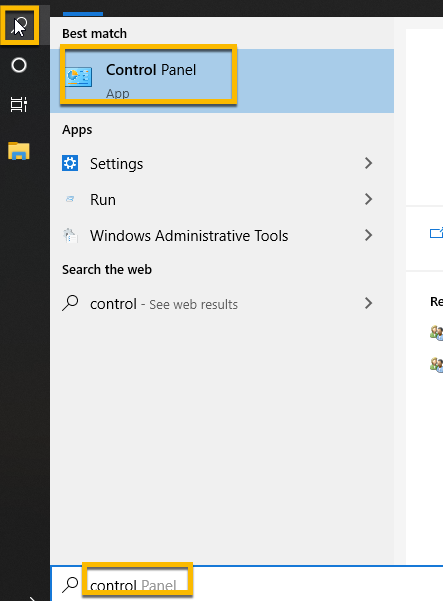 Best match
Control Panel
App
Apps
Settings
Run
Windows Administrative Tools
Search the web
control - See web results
Re
control Panel